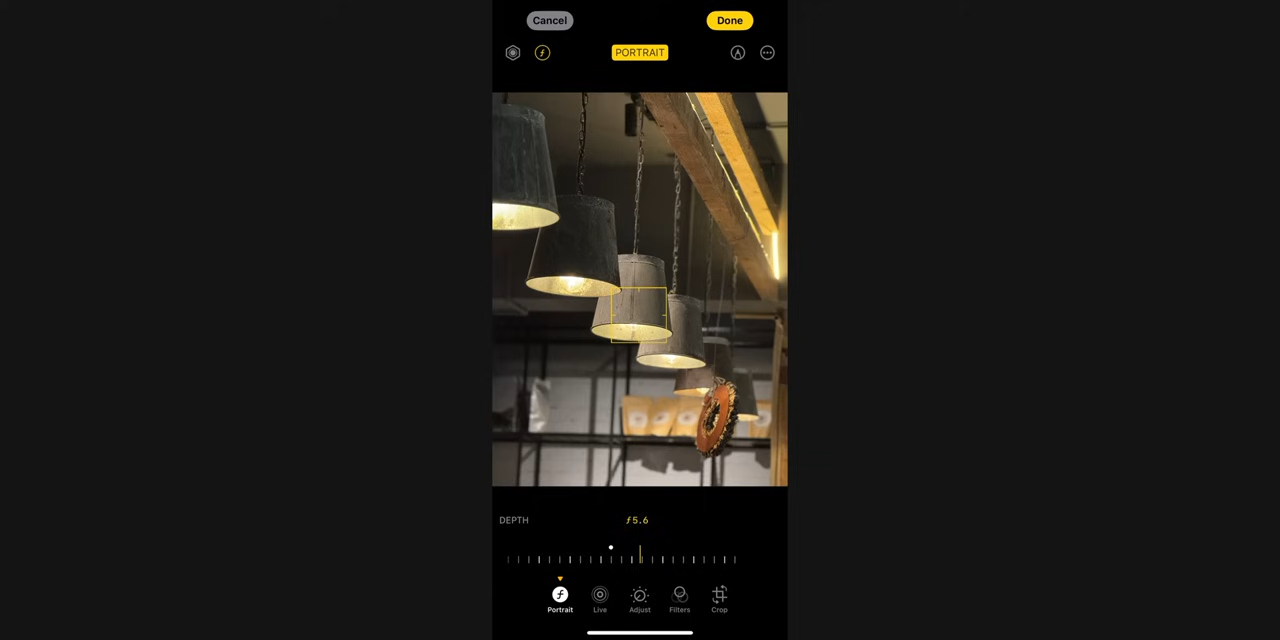 Cancel
Done
PORTRAIT
DEPTH
ƒ5.6
Portrait
Live
Adjust
Filters
Crop